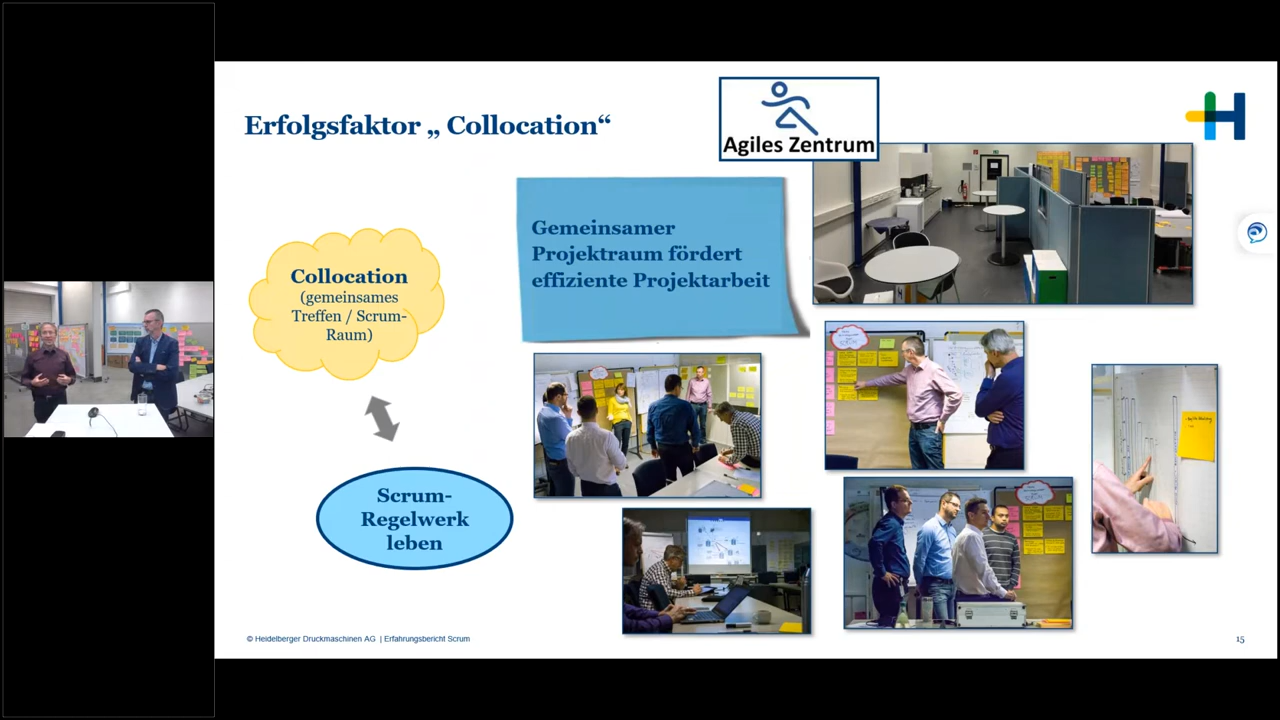 Erfolgsfaktor „ Collocation“
Agiles Zentrum
Gemeinsamer
Projektraum fördert
effiziente Projektarbeit
Collocation
(gemeinsames
Treffen / Scrum-
Raum)
Scrum-
Regelwerk
leben
© Heidelberger Druckmaschinen AG | Erfahrungsbericht Scrum
15